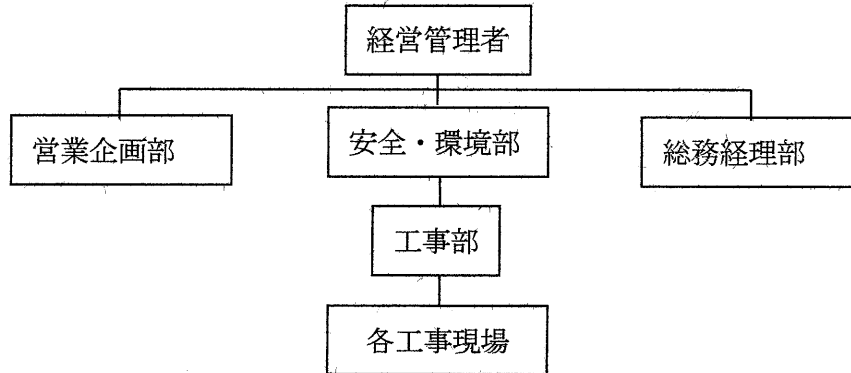 経営管理者
営業企画部
安全・環境部
総務経理部
工事部
各工事現場